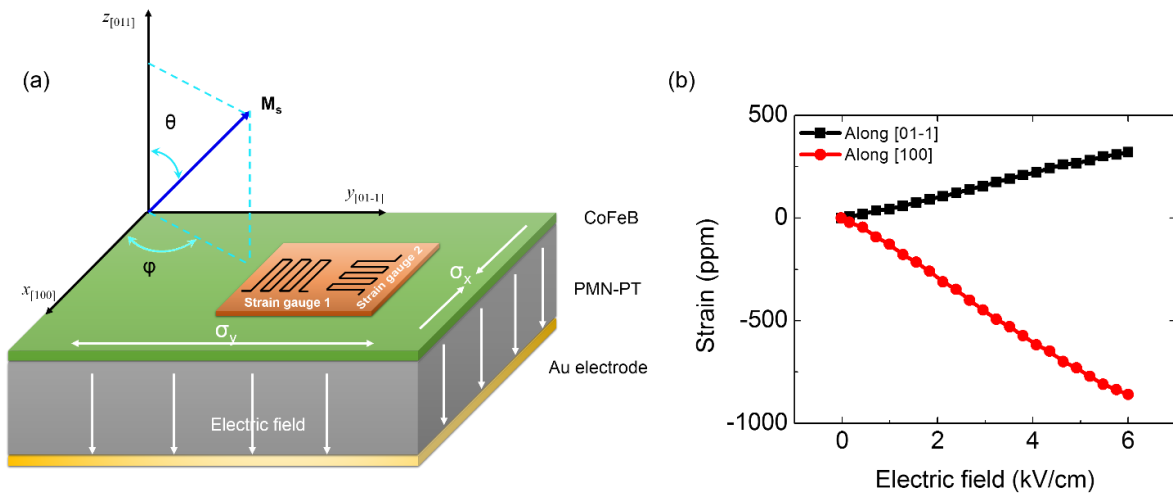 (a)
z[011]
Ms
θ
y[01-1]
φ
x[100]
CoFeB
PMN-PT
Au electrode
Strain gauge 1
Strain gauge 2
σx
σy
Electric field
(b)
Along [01-1]
Along [100]
500
0
-500
-1000
Strain (ppm)
0 2 4 6
Electric field (kV/cm)